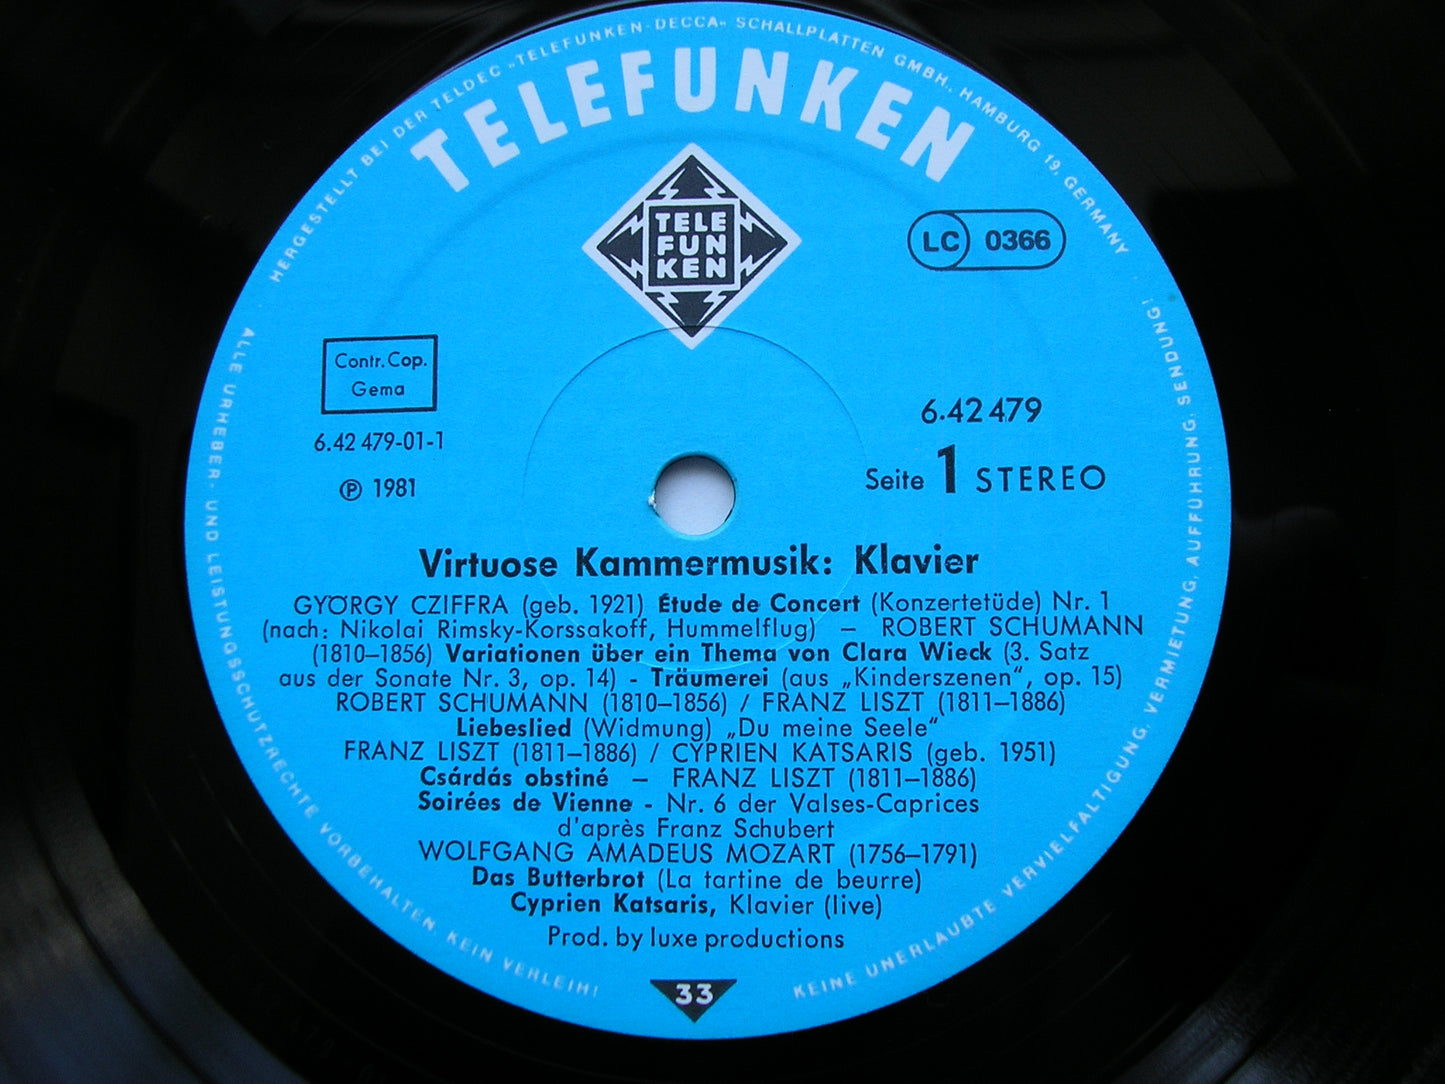 HERGESTELLT BEI DER TELDEC »TELEFUNKEN-DECCA« SCHALLPLATTEN GMBH., HAMBURG 19, GERMANY
TELEFUNKEN
TELE
FUN
KEN
LC 0366
Contr. Cop.
Gema
6.42 479-01-1
℗ 1981
6.42 479
Seite 1 STEREO
Virtuose Kammermusik: Klavier
GYÖRGY CZIFFRA (geb. 1921) Étude de Concert (Konzertetüde) Nr. 1
(nach: Nikolai Rimsky-Korssakoff, Hummelflug) – ROBERT SCHUMANN
(1810–1856) Variationen über ein Thema von Clara Wieck (3. Satz
aus der Sonate Nr. 3, op. 14) - Träumerei (aus „Kinderszenen“, op. 15)
ROBERT SCHUMANN (1810–1856) / FRANZ LISZT (1811–1886)
Liebeslied (Widmung) „Du meine Seele“
FRANZ LISZT (1811–1886) / CYPRIEN KATSARIS (geb. 1951)
Csárdás obstiné – FRANZ LISZT (1811–1886)
Soirées de Vienne - Nr. 6 der Valses-Caprices
d'après Franz Schubert
WOLFGANG AMADEUS MOZART (1756–1791)
Das Butterbrot (La tartine de beurre)
Cyprien Katsaris, Klavier (live)
Prod. by luxe productions
33
ALLE URHEBER- UND LEISTUNGSSCHUTZRECHTE VORBEHALTEN. KEIN VERLEIH!
KEINE UNERLAUBTE VERVIELFÄLTIGUNG, VERMIETUNG, AUFFÜHRUNG, SENDUNG!